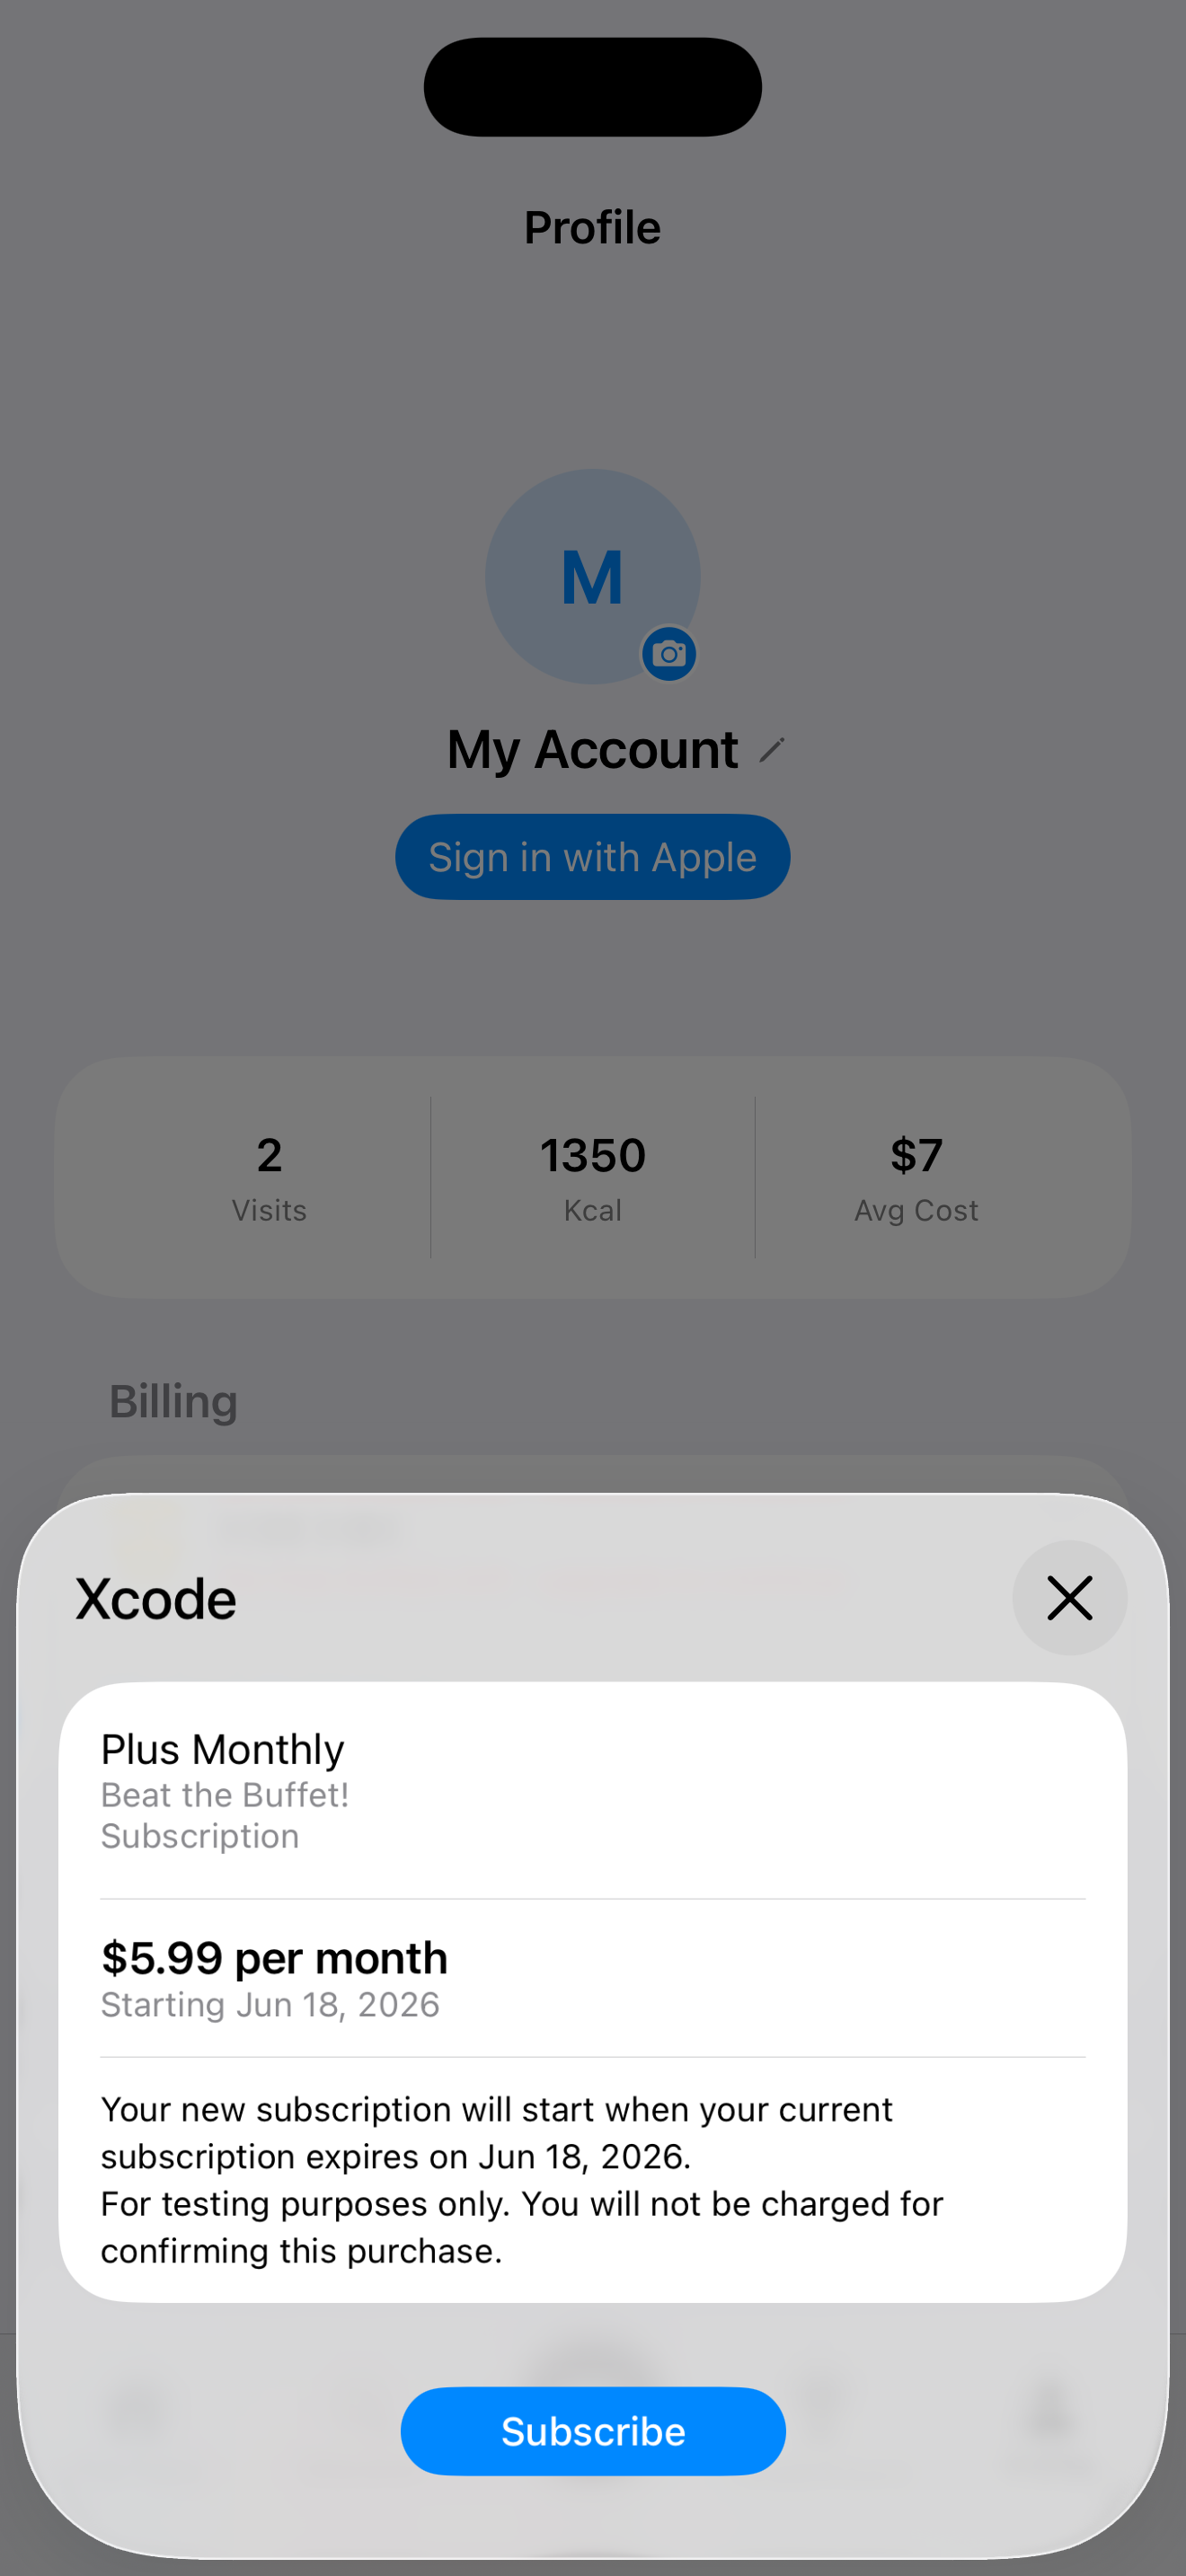 Profile
M
My Account
Sign in with Apple
2
Visits
1350
Kcal
$7
Avg Cost
Billing
Xcode
Plus Monthly
Beat the Buffet!
Subscription
$5.99 per month
Starting Jun 18, 2026
Your new subscription will start when your current
subscription expires on Jun 18, 2026.
For testing purposes only. You will not be charged for
confirming this purchase.
Subscribe